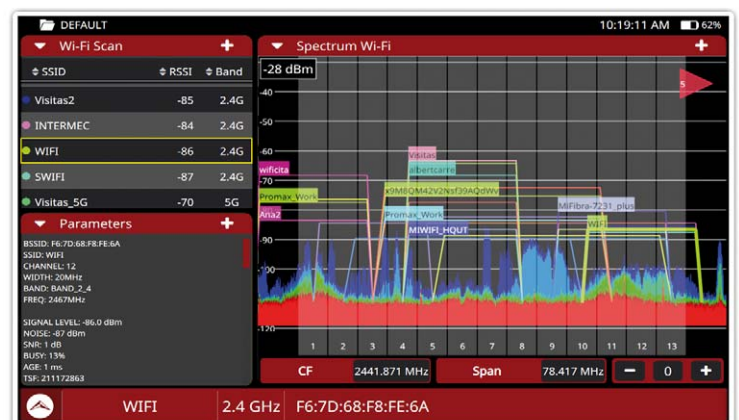 DEFAULT
10:19:11 AM 62%
Wi-Fi Scan +
SSID RSSI Band
Visitas2 -85 2.4G
INTERMEC -84 2.4G
WIFI -86 2.4G
SWIFI -87 2.4G
Visitas_5G -70 5G
Parameters +
BSSID: F6:7D:68:F8:FE:6A
SSID: WIFI
CHANNEL: 12
WIDTH: 20MHz
BAND: BAND_2_4
FREQ: 2467MHz
SIGNAL LEVEL: -86.0 dBm
NOISE: -87 dBm
SNR: 1 dB
BUSY: 13%
AGE: 1 ms
TSF: 211172863
Spectrum Wi-Fi +
-28 dBm
5
-40
-50
-60
Visitas
wificita
albertcarre
-70
Promax_Work
x9M8QM42V2Nsf39AQdWv
MiFibra-7231_plus
Ana2
Promax_Work
WIFI
MIWIFI_HQUT
-90
-100
-120
1 2 3 4 5 6 7 8 9 10 11 12 13
CF 2441.871 MHz Span 78.417 MHz − 0 +
WIFI 2.4 GHz F6:7D:68:F8:FE:6A